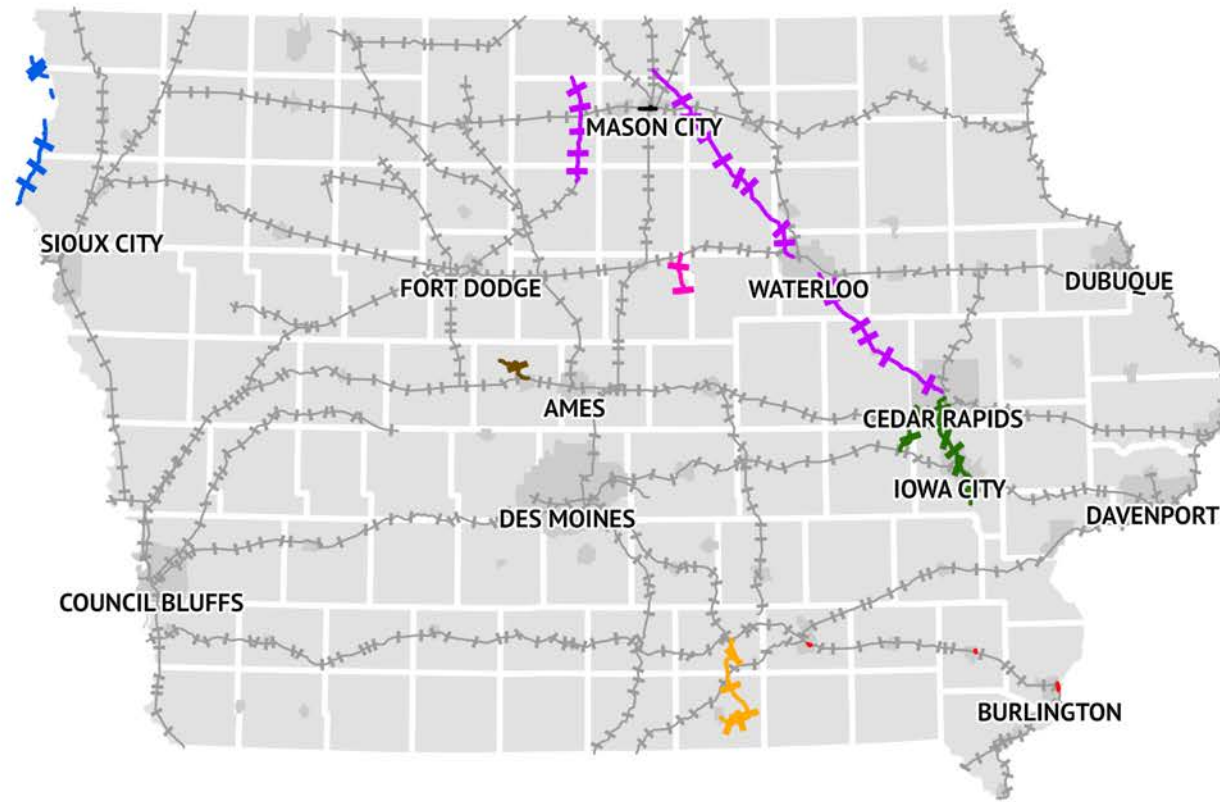 MASON CITY
SIOUX CITY
FORT DODGE
WATERLOO
DUBUQUE
AMES
CEDAR RAPIDS
IOWA CITY
DES MOINES
DAVENPORT
COUNCIL BLUFFS
BURLINGTON